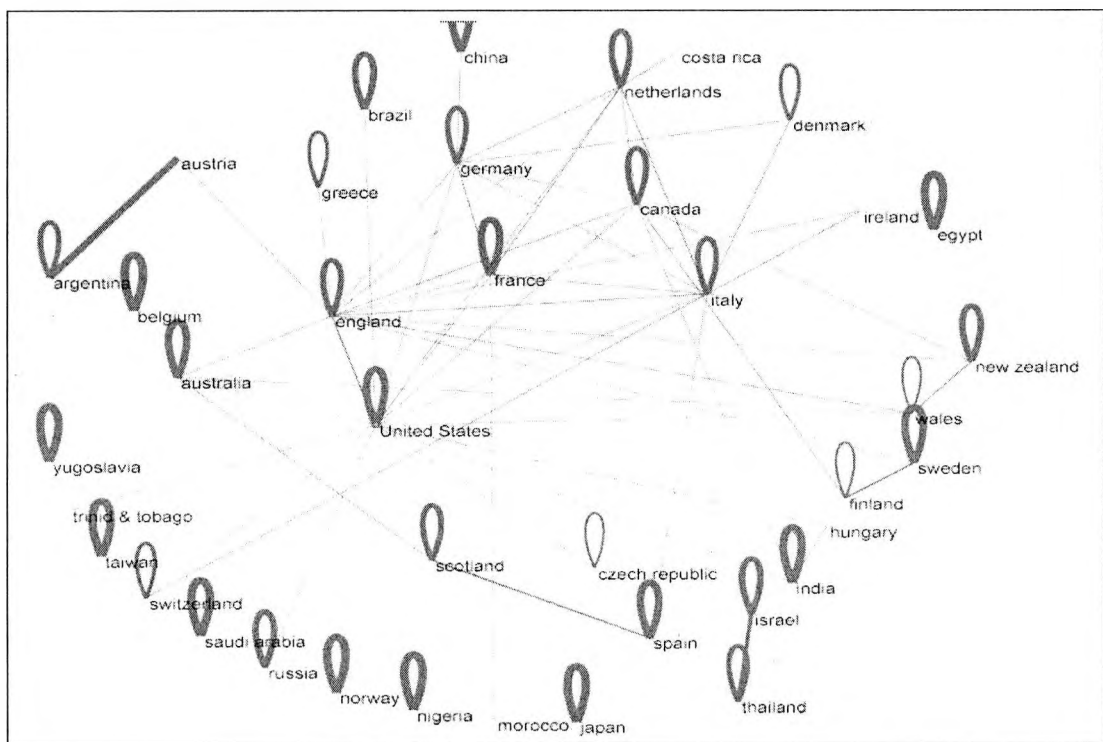 china
costa rica
netherlands
brazil
denmark
austria
germany
greece
canada
ireland
egypt
argentina
france
italy
belgium
england
new zealand
australia
wales
United States
yugoslavia
sweden
finland
trinid & tobago
hungary
taiwan
scotland
czech republic
india
switzerland
israel
saudi arabia
spain
russia
norway
thailand
nigeria
morocco
japan